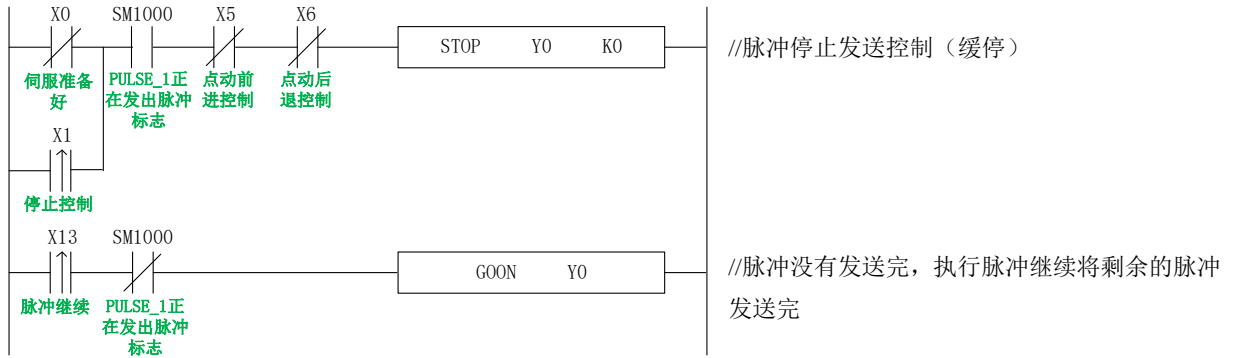 X0 SM1000 X5 X6
STOP Y0 K0
//脉冲停止发送控制（缓停）
伺服准备
好
PULSE_1正
在发出脉冲
标志
点动前
进控制
点动后
退控制
X1
停止控制
X13 SM1000
GOON Y0
//脉冲没有发送完，执行脉冲继续将剩余的脉冲
发送完
脉冲继续
PULSE_1正
在发出脉冲
标志